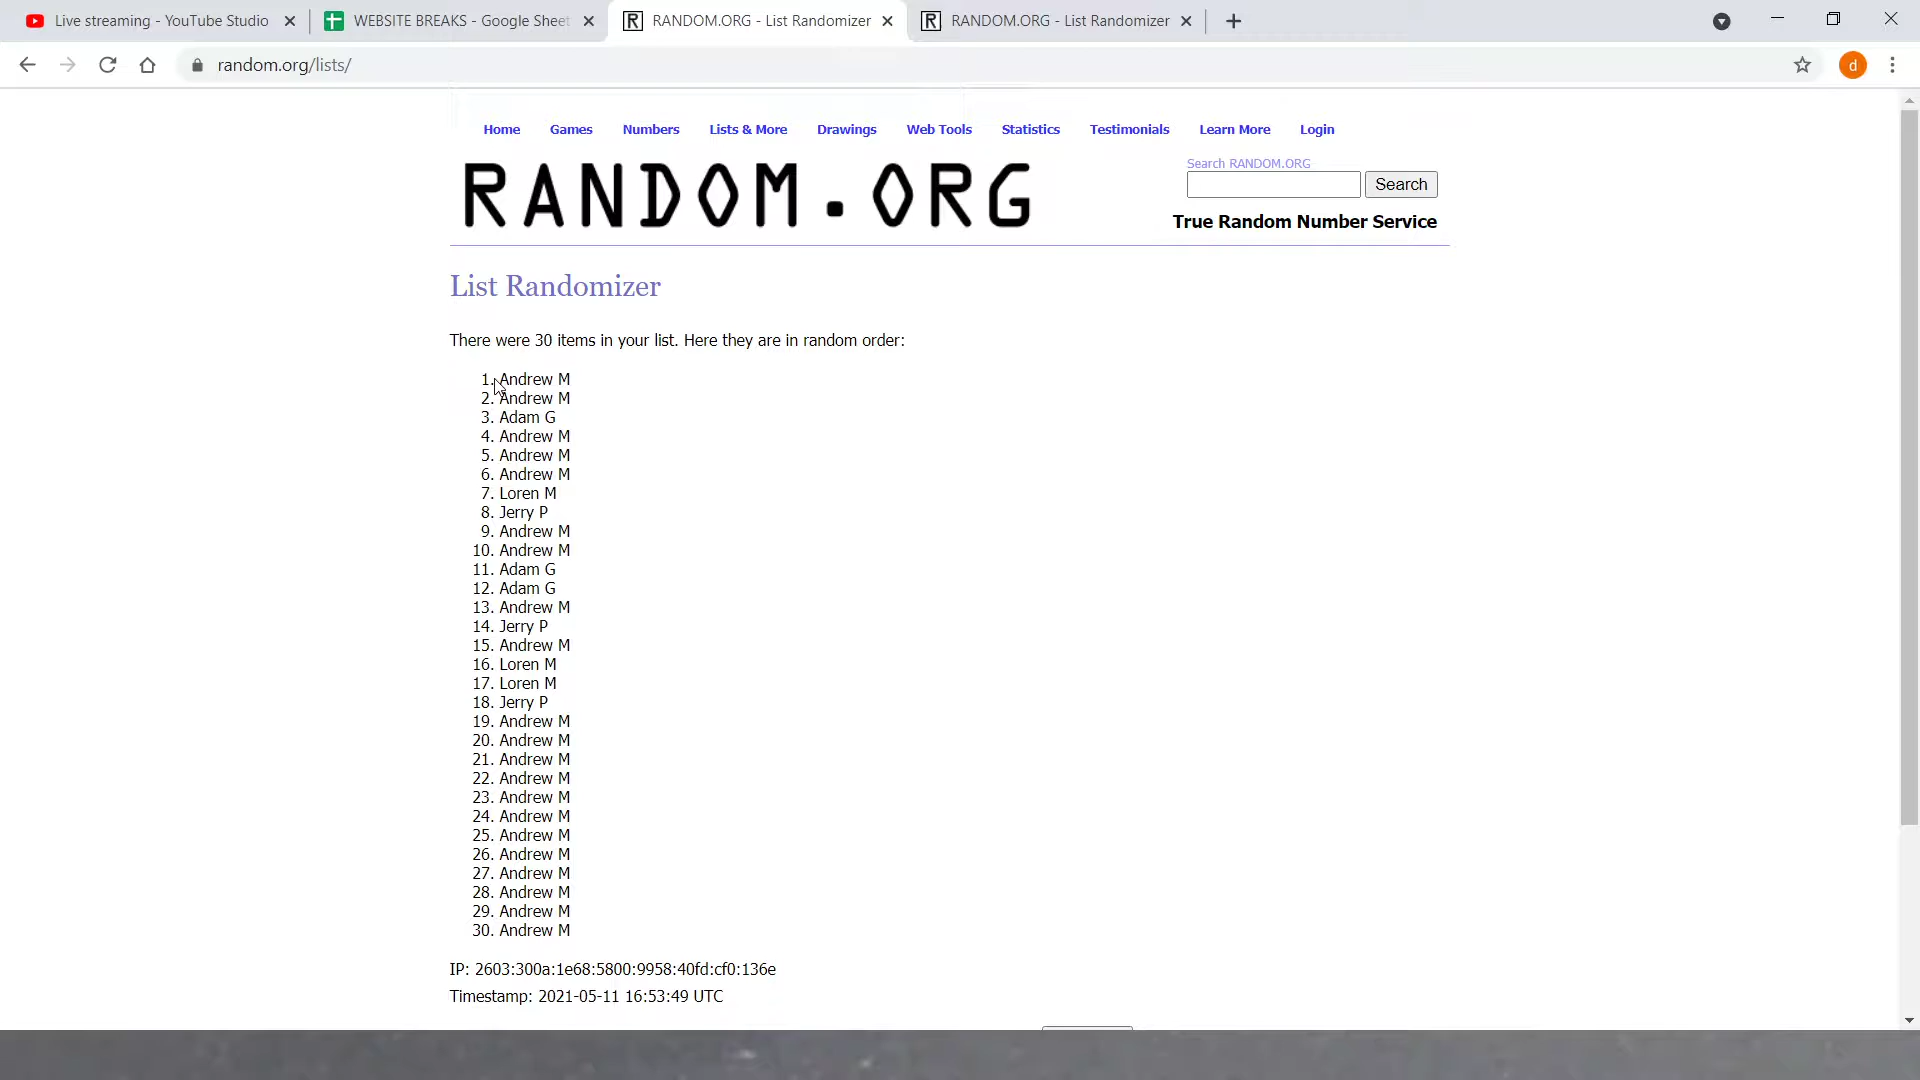 Live streaming - YouTube Studio
WEBSITE BREAKS - Google Sheet
RANDOM.ORG - List Randomizer
RANDOM.ORG - List Randomizer
random.org/lists/
d
Home Games Numbers Lists & More Drawings Web Tools Statistics Testimonials Learn More Login
RANDOM.ORG
Search RANDOM.ORG
Search
True Random Number Service
List Randomizer
There were 30 items in your list. Here they are in random order:
1. Andrew M
2. Andrew M
3. Adam G
4. Andrew M
5. Andrew M
6. Andrew M
7. Loren M
8. Jerry P
9. Andrew M
10. Andrew M
11. Adam G
12. Adam G
13. Andrew M
14. Jerry P
15. Andrew M
16. Loren M
17. Loren M
18. Jerry P
19. Andrew M
20. Andrew M
21. Andrew M
22. Andrew M
23. Andrew M
24. Andrew M
25. Andrew M
26. Andrew M
27. Andrew M
28. Andrew M
29. Andrew M
30. Andrew M
IP: 2603:300a:1e68:5800:9958:40fd:cf0:136e
Timestamp: 2021-05-11 16:53:49 UTC